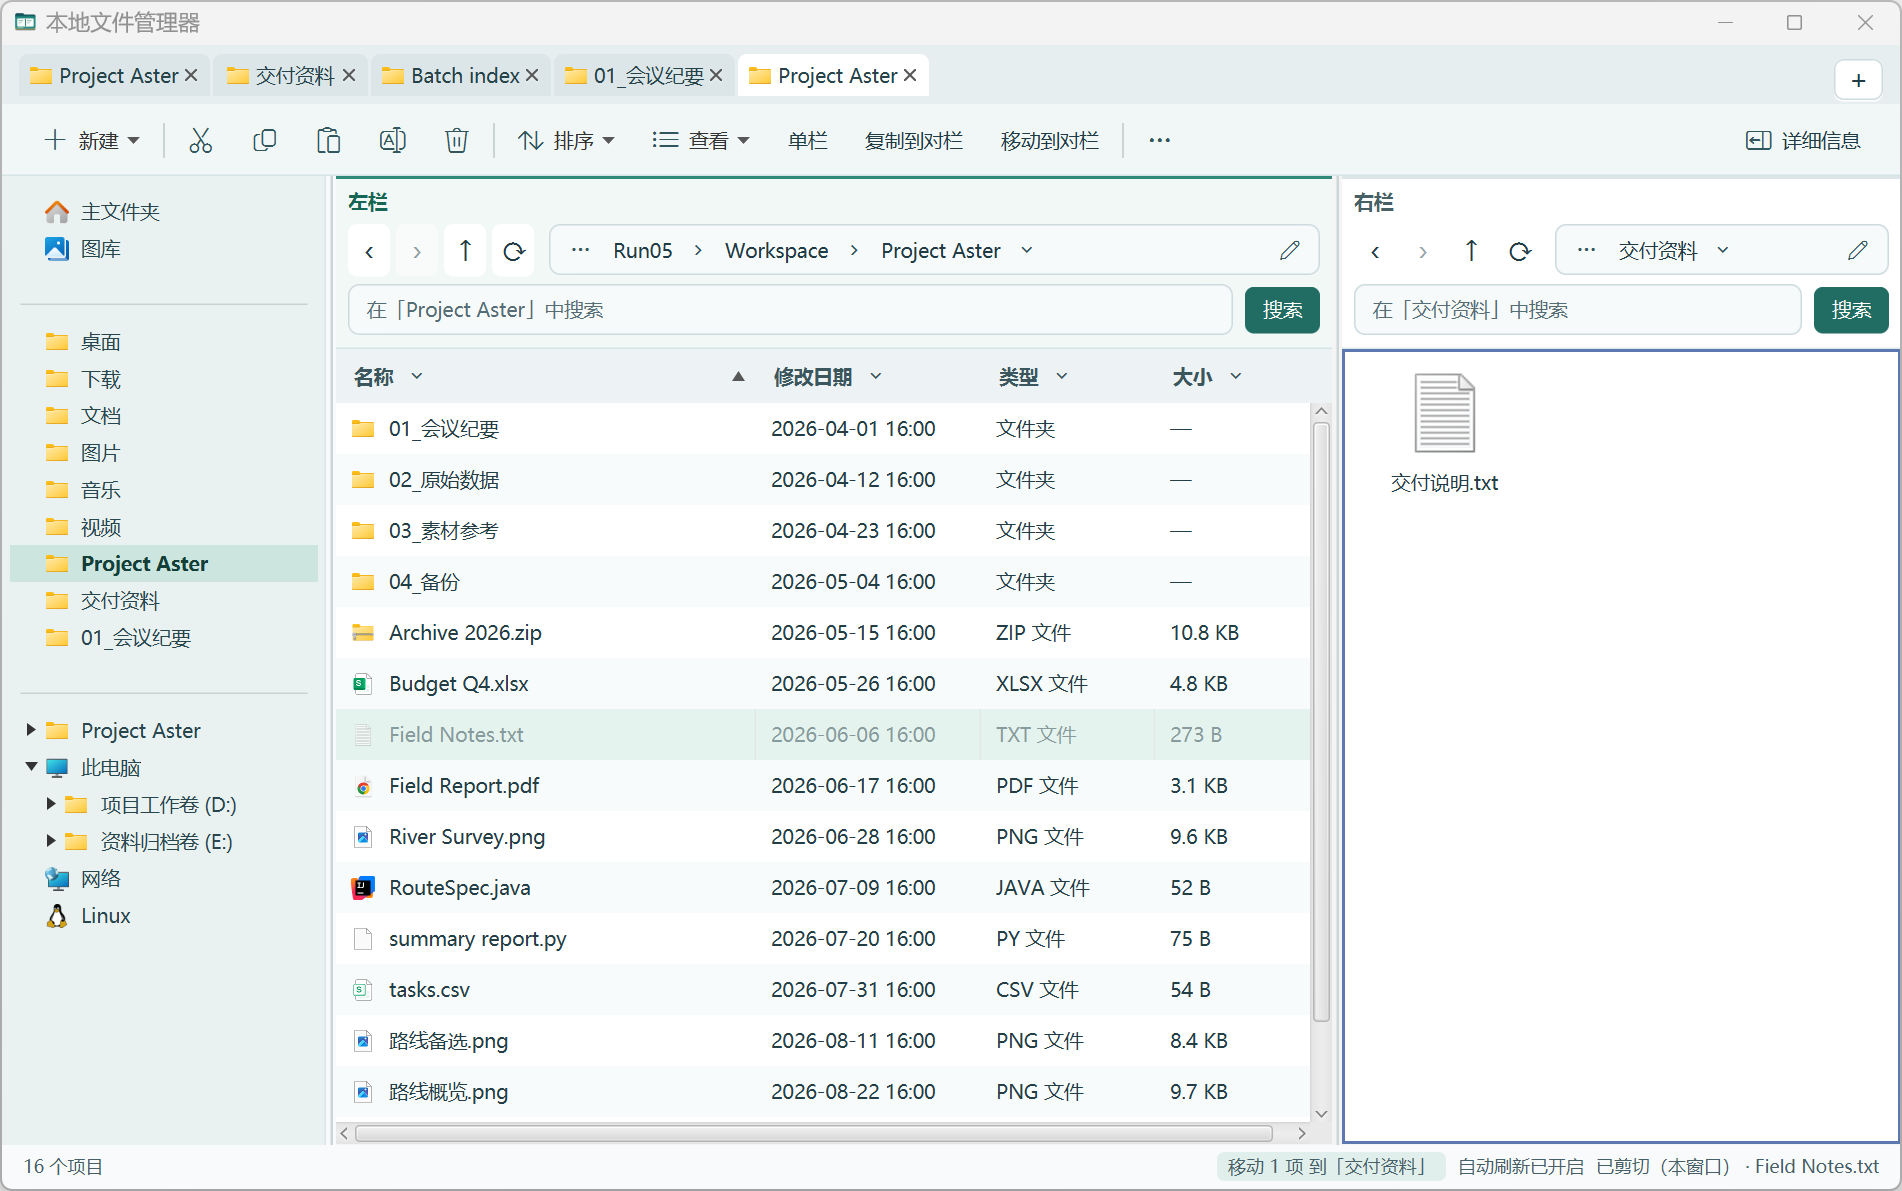 本地文件管理器
Project Aster
交付资料
Batch index
01_会议纪要
Project Aster
新建
排序
查看
单栏
复制到对栏
移动到对栏
详细信息
主文件夹
图库
桌面
下载
文档
图片
音乐
视频
Project Aster
交付资料
01_会议纪要
Project Aster
此电脑
项目工作卷 (D:)
资料归档卷 (E:)
网络
Linux
左栏
··· Run05 › Workspace › Project Aster
在「Project Aster」中搜索
搜索
名称 修改日期 类型 大小
01_会议纪要 2026-04-01 16:00 文件夹 —
02_原始数据 2026-04-12 16:00 文件夹 —
03_素材参考 2026-04-23 16:00 文件夹 —
04_备份 2026-05-04 16:00 文件夹 —
Archive 2026.zip 2026-05-15 16:00 ZIP 文件 10.8 KB
Budget Q4.xlsx 2026-05-26 16:00 XLSX 文件 4.8 KB
Field Notes.txt 2026-06-06 16:00 TXT 文件 273 B
Field Report.pdf 2026-06-17 16:00 PDF 文件 3.1 KB
River Survey.png 2026-06-28 16:00 PNG 文件 9.6 KB
RouteSpec.java 2026-07-09 16:00 JAVA 文件 52 B
summary report.py 2026-07-20 16:00 PY 文件 75 B
tasks.csv 2026-07-31 16:00 CSV 文件 54 B
路线备选.png 2026-08-11 16:00 PNG 文件 8.4 KB
路线概览.png 2026-08-22 16:00 PNG 文件 9.7 KB
右栏
··· 交付资料
在「交付资料」中搜索
搜索
交付说明.txt
16 个项目
移动 1 项 到「交付资料」
自动刷新已开启
已剪切（本窗口） · Field Notes.txt